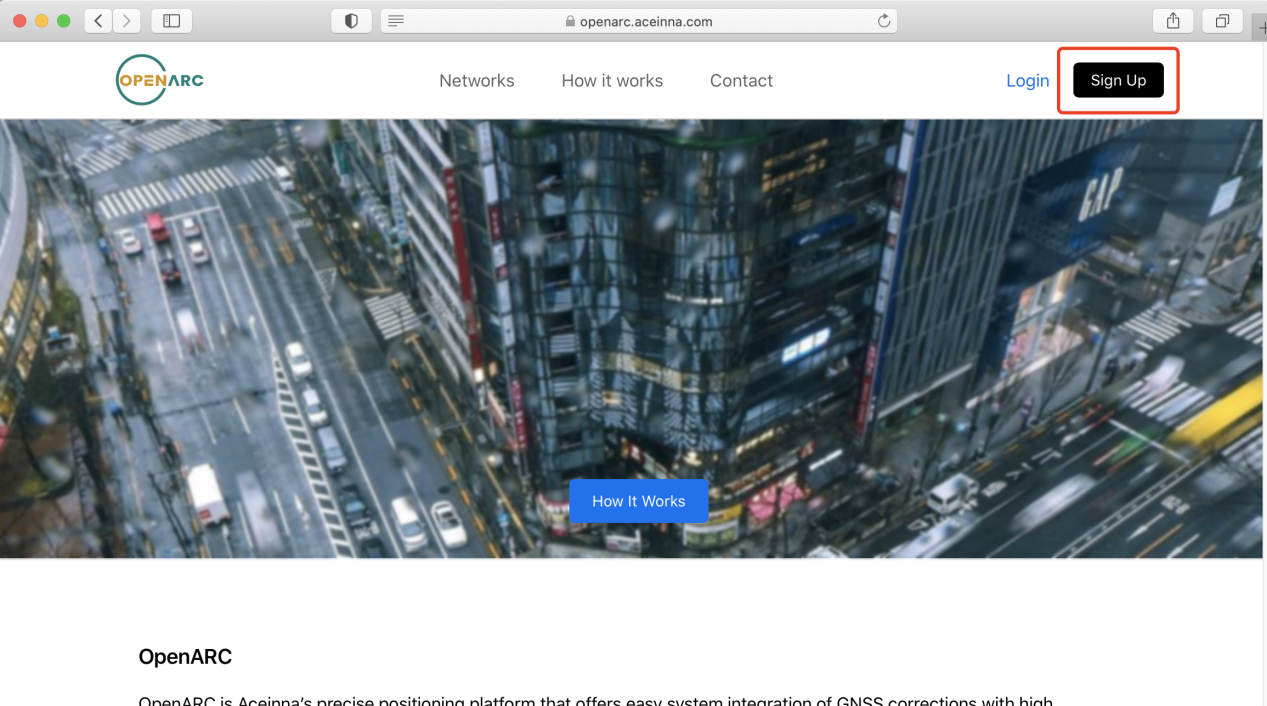 openarc.aceinna.com
OPENARC
Networks
How it works
Contact
Login
Sign Up
GAP
How It Works
OpenARC
OpenARC is Aceinna's precise positioning platform that offers easy system integration of GNSS corrections with high